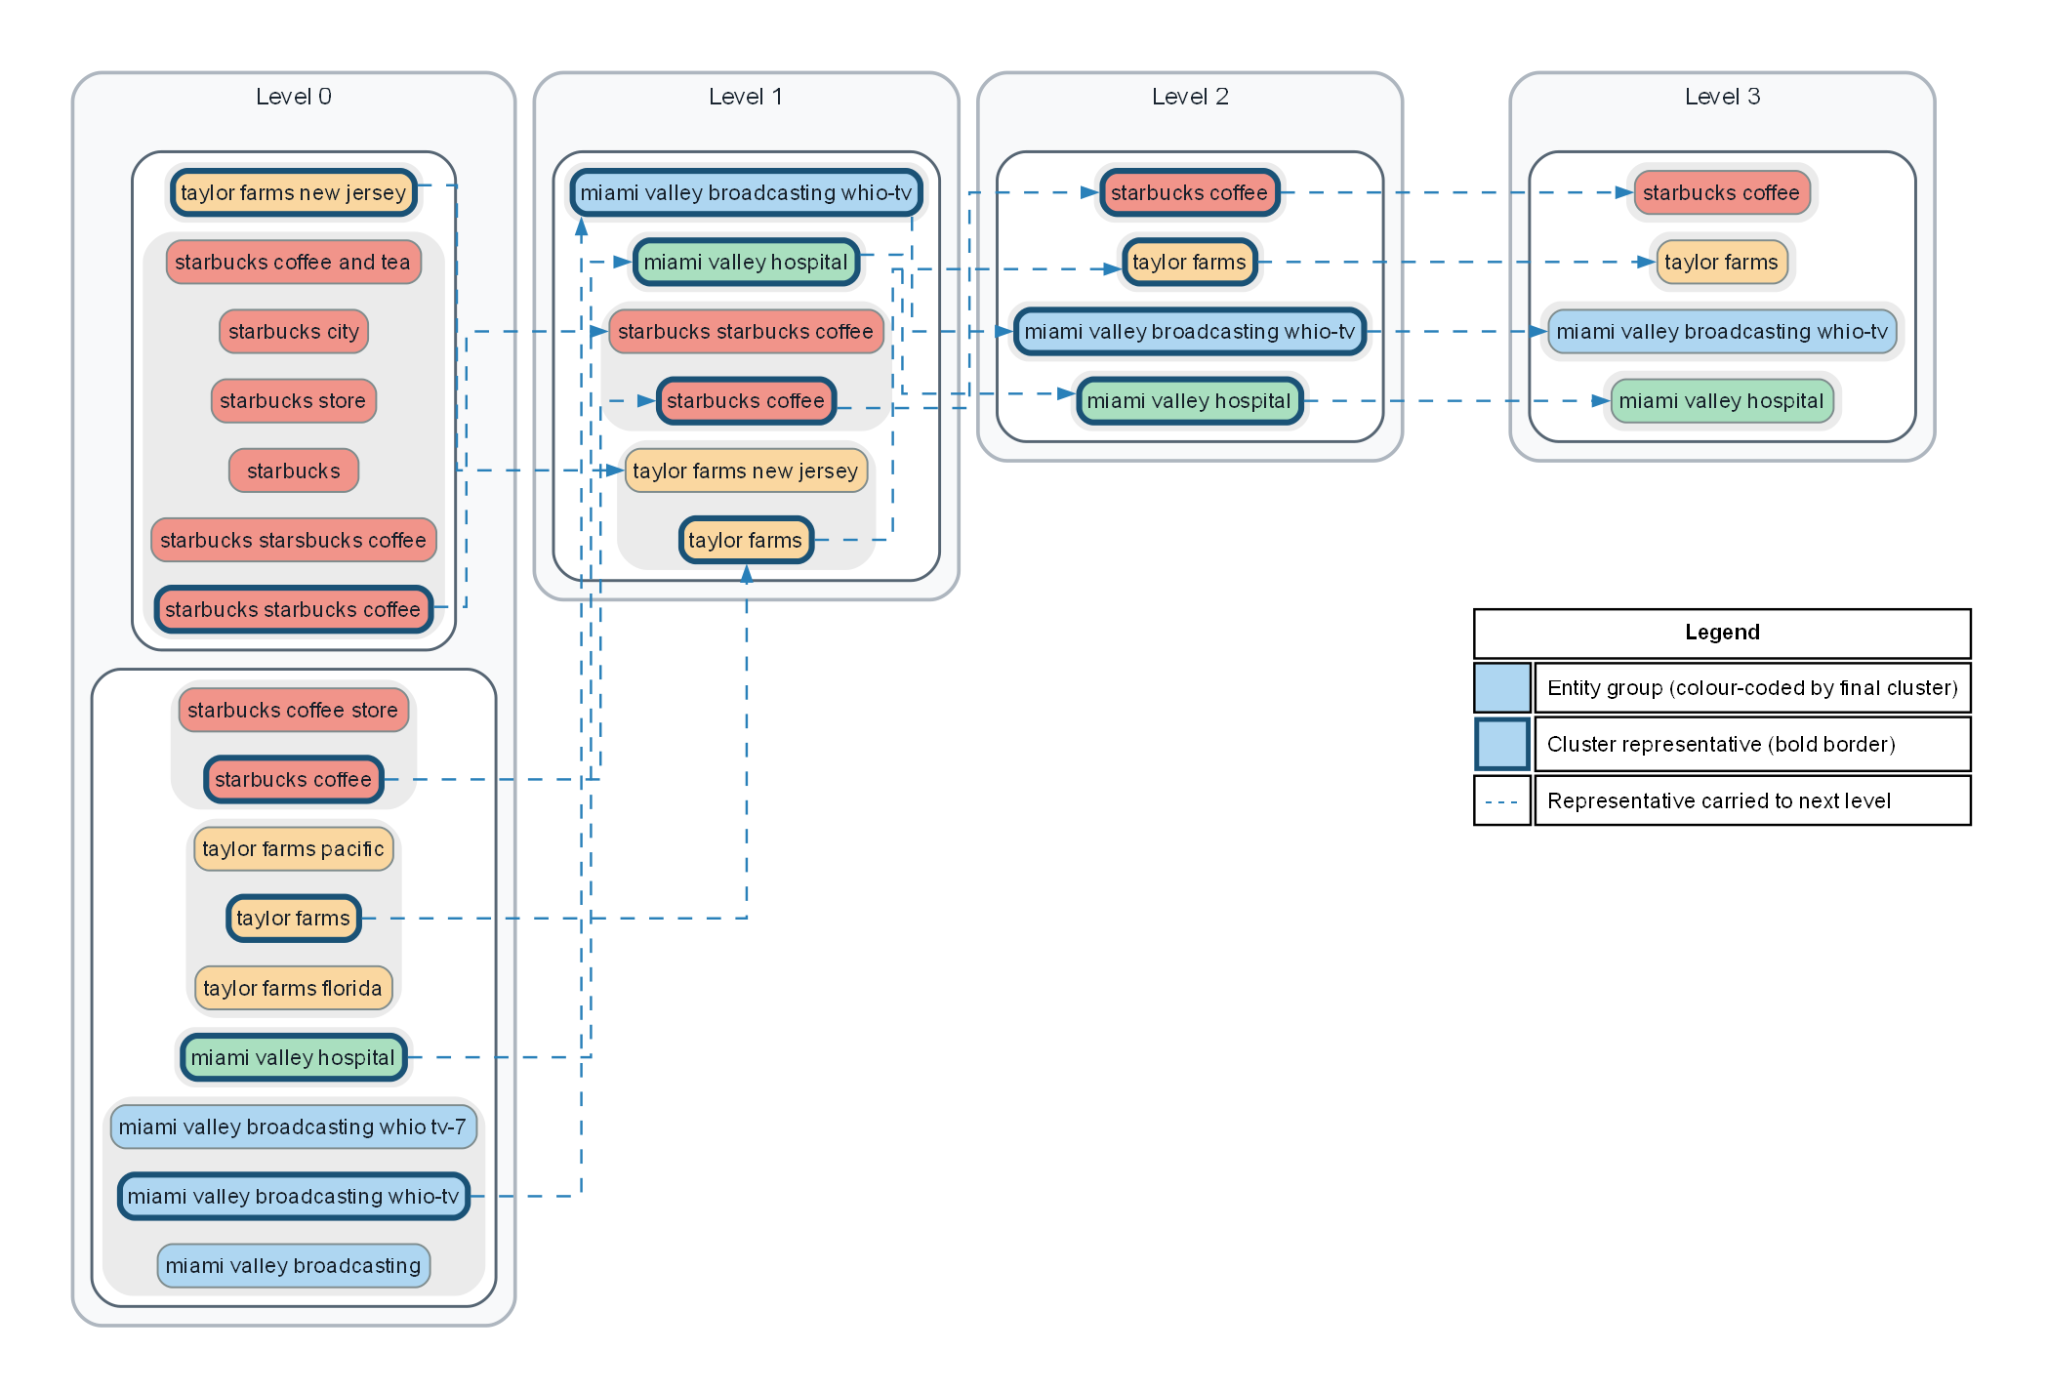 Level 0
taylor farms new jersey
starbucks coffee and tea
starbucks city
starbucks store
starbucks
starbucks starsbucks coffee
starbucks starbucks coffee
starbucks coffee store
starbucks coffee
taylor farms pacific
taylor farms
taylor farms florida
miami valley hospital
miami valley broadcasting whio tv-7
miami valley broadcasting whio-tv
miami valley broadcasting
Level 1
miami valley broadcasting whio-tv
miami valley hospital
starbucks starbucks coffee
starbucks coffee
taylor farms new jersey
taylor farms
Level 2
starbucks coffee
taylor farms
miami valley broadcasting whio-tv
miami valley hospital
Level 3
starbucks coffee
taylor farms
miami valley broadcasting whio-tv
miami valley hospital
Legend
Entity group (colour-coded by final cluster)
Cluster representative (bold border)
Representative carried to next level